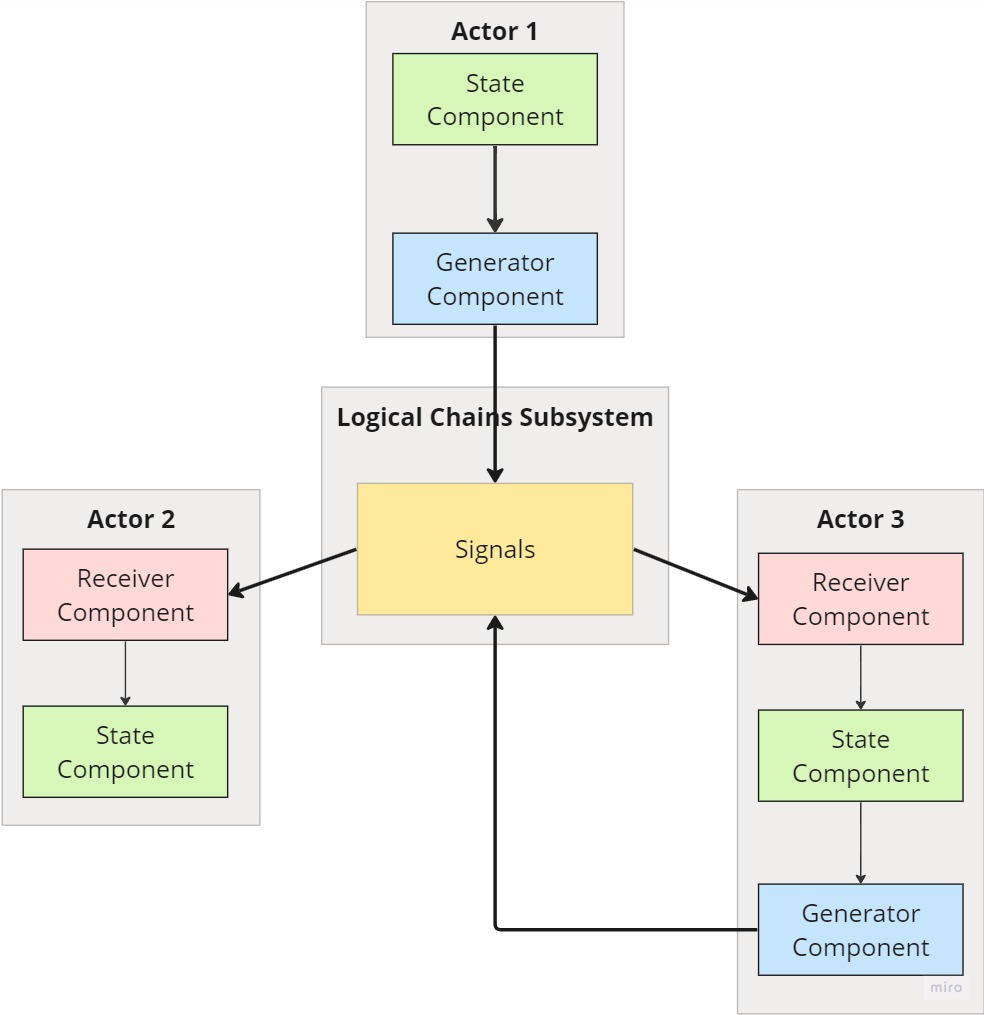 Actor 1
State
Component
Generator
Component
Logical Chains Subsystem
Signals
Actor 2
Receiver
Component
State
Component
Actor 3
Receiver
Component
State
Component
Generator
Component
miro